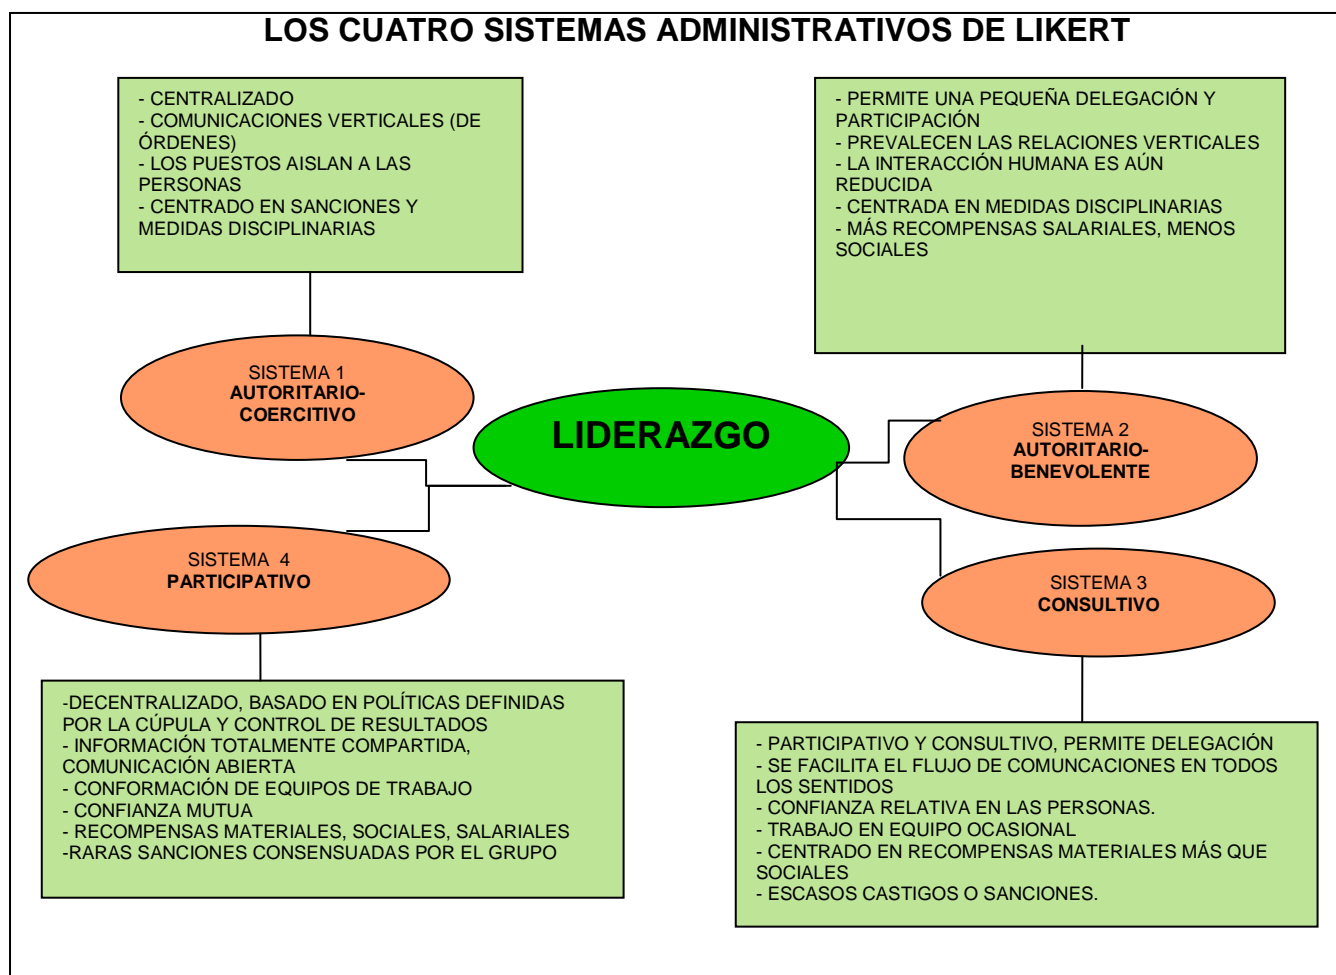 LOS CUATRO SISTEMAS ADMINISTRATIVOS DE LIKERT
- CENTRALIZADO
- COMUNICACIONES VERTICALES (DE
ÓRDENES)
- LOS PUESTOS AISLAN A LAS
PERSONAS
- CENTRADO EN SANCIONES Y
MEDIDAS DISCIPLINARIAS
- PERMITE UNA PEQUEÑA DELEGACIÓN Y
PARTICIPACIÓN
- PREVALECEN LAS RELACIONES VERTICALES
- LA INTERACCIÓN HUMANA ES AÚN
REDUCIDA
- CENTRADA EN MEDIDAS DISCIPLINARIAS
- MÁS RECOMPENSAS SALARIALES, MENOS
SOCIALES
SISTEMA 1
AUTORITARIO-
COERCITIVO
LIDERAZGO
SISTEMA 2
AUTORITARIO-
BENEVOLENTE
SISTEMA 4
PARTICIPATIVO
SISTEMA 3
CONSULTIVO
-DECENTRALIZADO, BASADO EN POLÍTICAS DEFINIDAS
POR LA CÚPULA Y CONTROL DE RESULTADOS
- INFORMACIÓN TOTALMENTE COMPARTIDA,
COMUNICACIÓN ABIERTA
- CONFORMACIÓN DE EQUIPOS DE TRABAJO
- CONFIANZA MUTUA
- RECOMPENSAS MATERIALES, SOCIALES, SALARIALES
-RARAS SANCIONES CONSENSUADAS POR EL GRUPO
- PARTICIPATIVO Y CONSULTIVO, PERMITE DELEGACIÓN
- SE FACILITA EL FLUJO DE COMUNCACIONES EN TODOS
LOS SENTIDOS
- CONFIANZA RELATIVA EN LAS PERSONAS.
- TRABAJO EN EQUIPO OCASIONAL
- CENTRADO EN RECOMPENSAS MATERIALES MÁS QUE
SOCIALES
- ESCASOS CASTIGOS O SANCIONES.